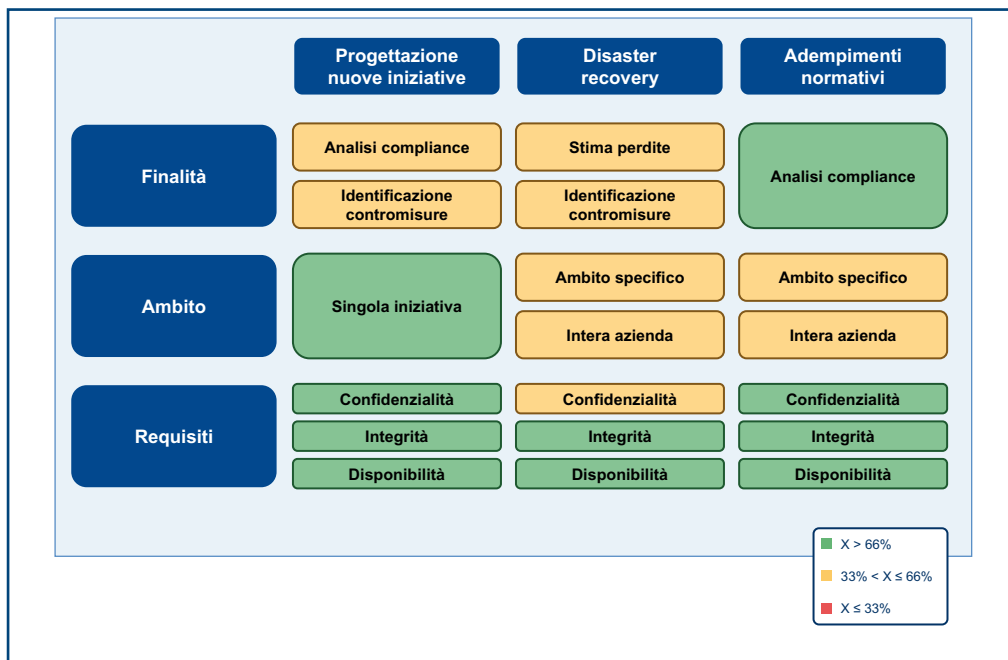 Progettazione
nuove iniziative
Disaster
recovery
Adempimenti
normativi
Finalità
Analisi compliance
Identificazione
contromisure
Stima perdite
Identificazione
contromisure
Analisi compliance
Ambito
Singola iniziativa
Ambito specifico
Intera azienda
Ambito specifico
Intera azienda
Requisiti
Confidenzialità
Integrità
Disponibilità
Confidenzialità
Integrità
Disponibilità
Confidenzialità
Integrità
Disponibilità
X > 66%
33% < X ≤ 66%
X ≤ 33%